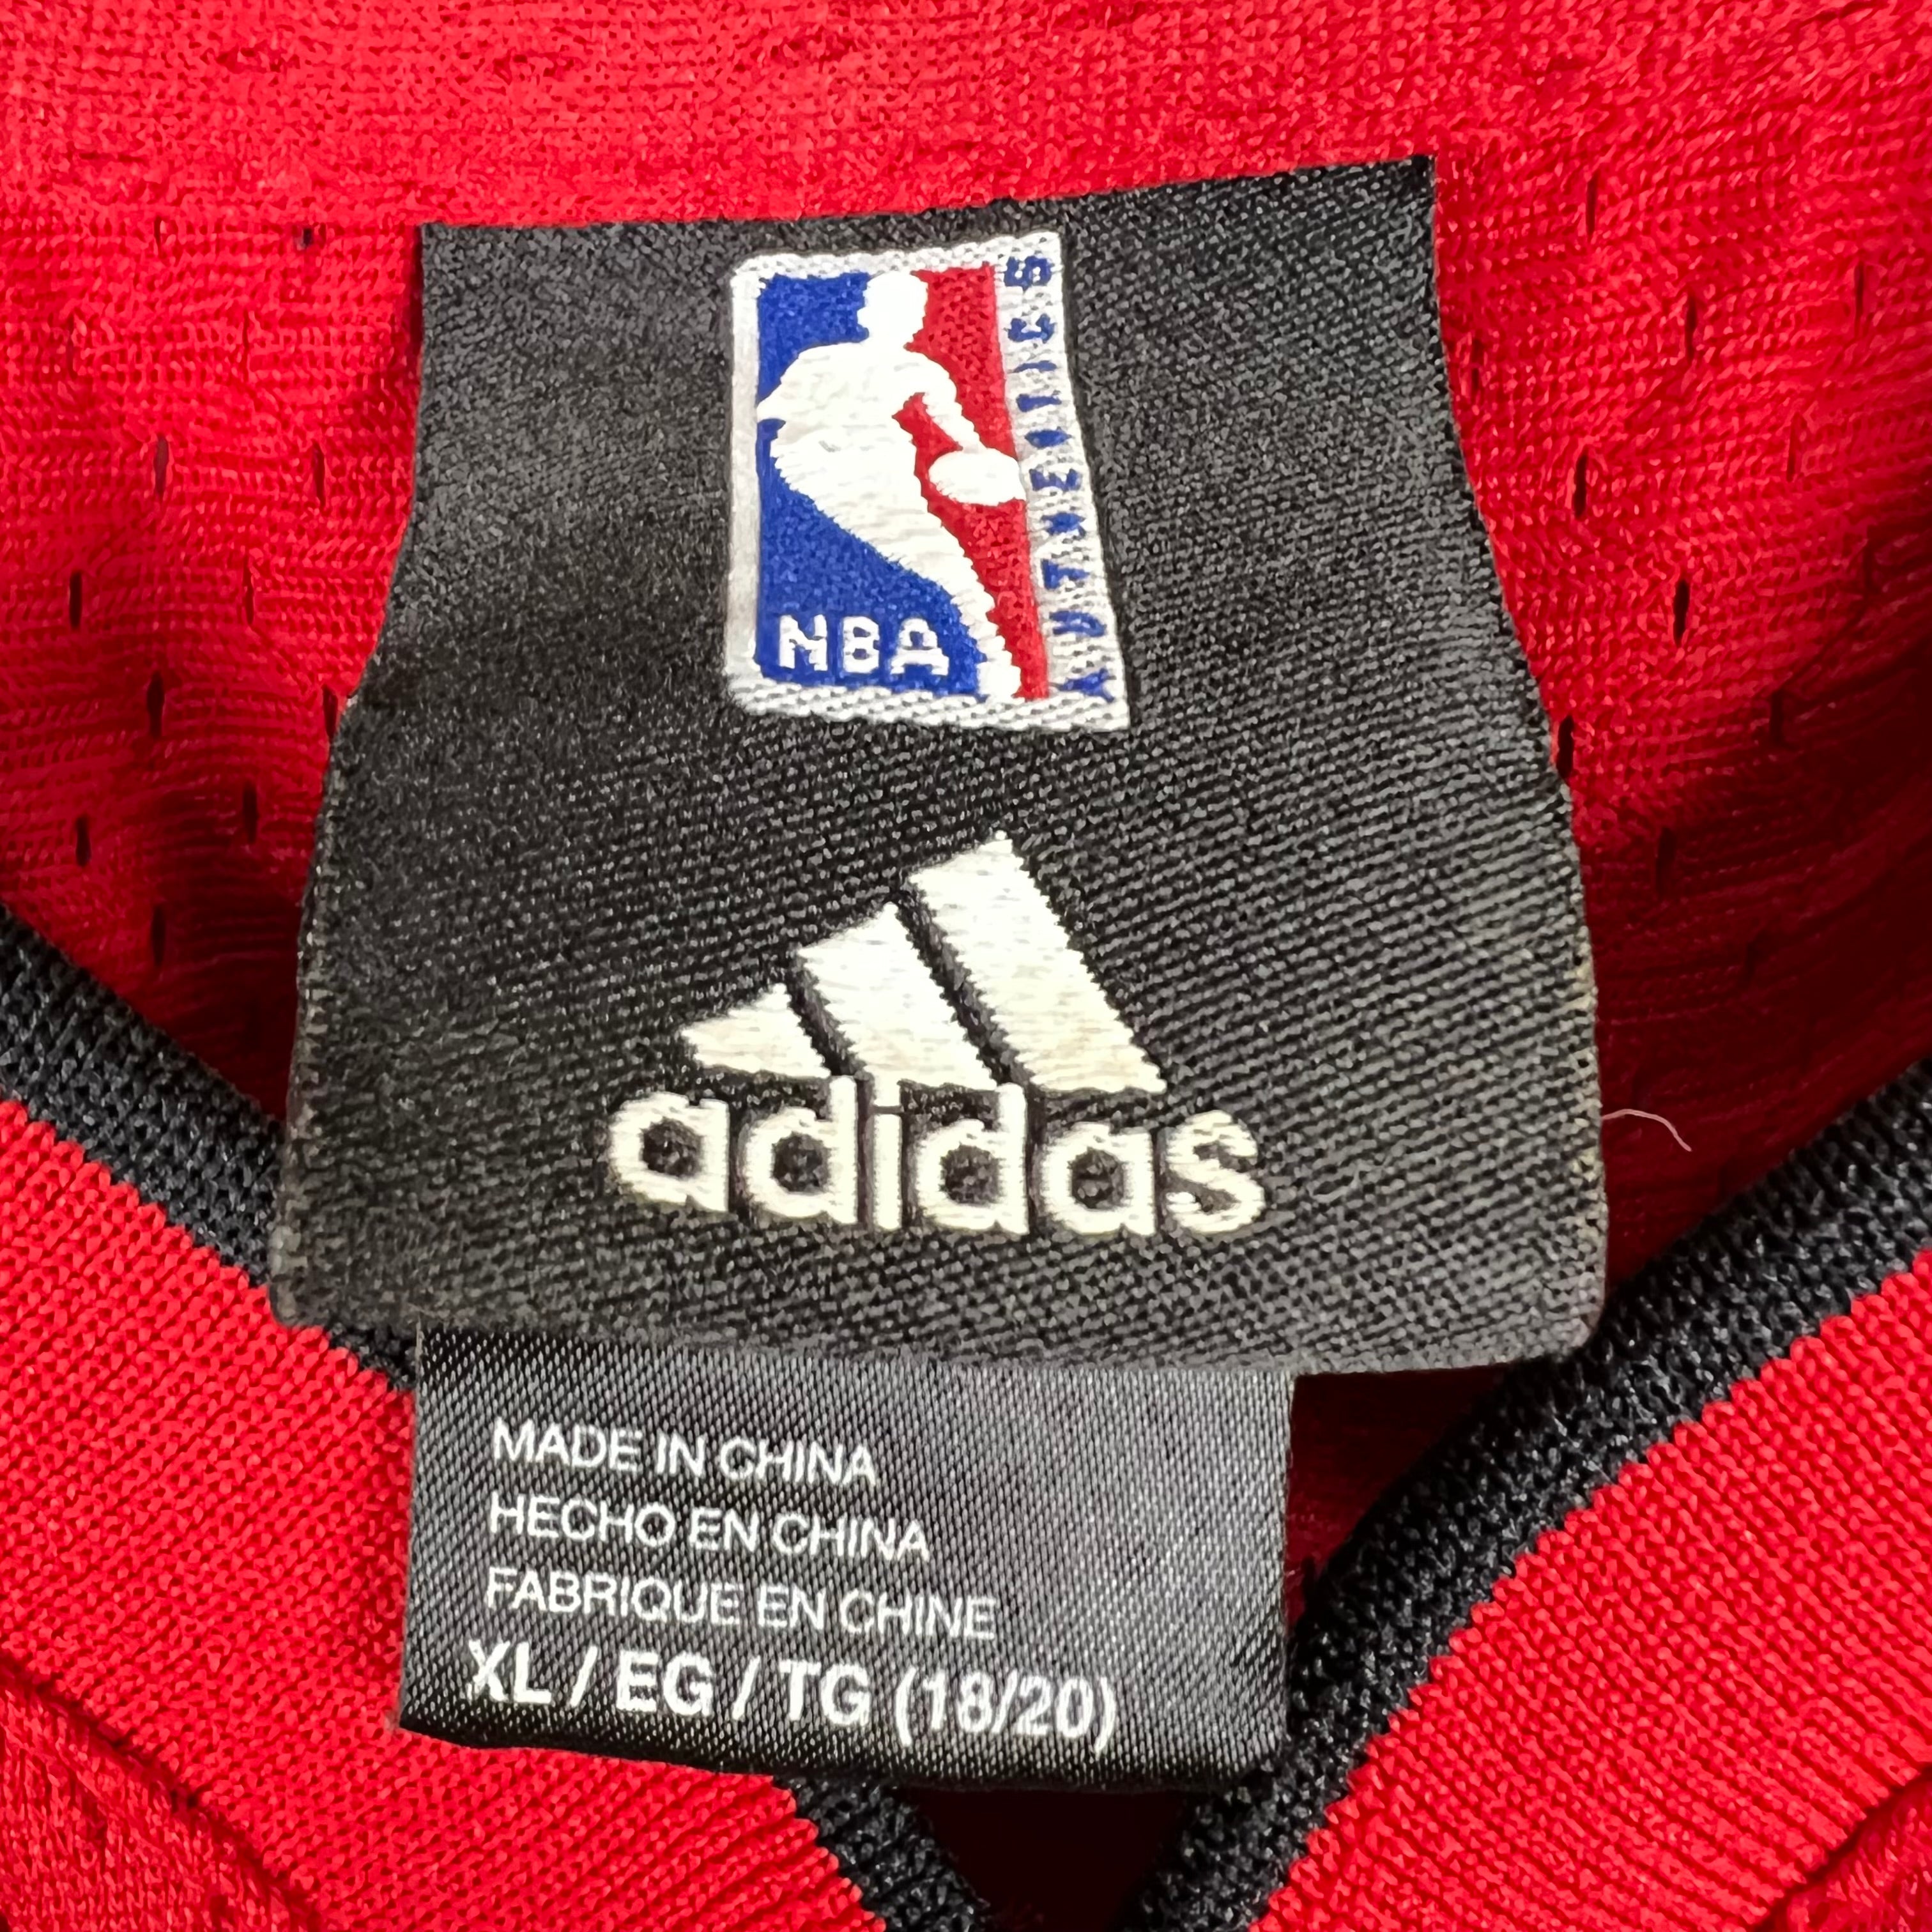 NBA
AUTHENTICS
adidas
MADE IN CHINA
HECHO EN CHINA
FABRIQUE EN CHINE
XL / EG / TG (18/20)